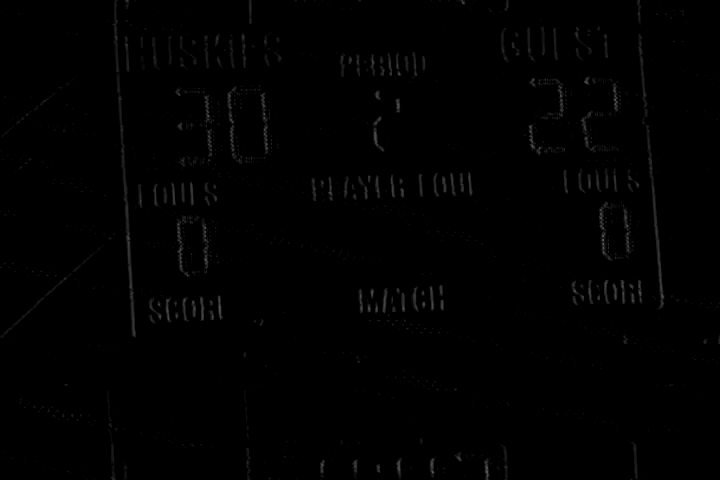 HUSKIES PERIOD GUEST
30 2 22
FOULS PLAYER FOUL FOULS
0 0
SCORE MATCH SCORE